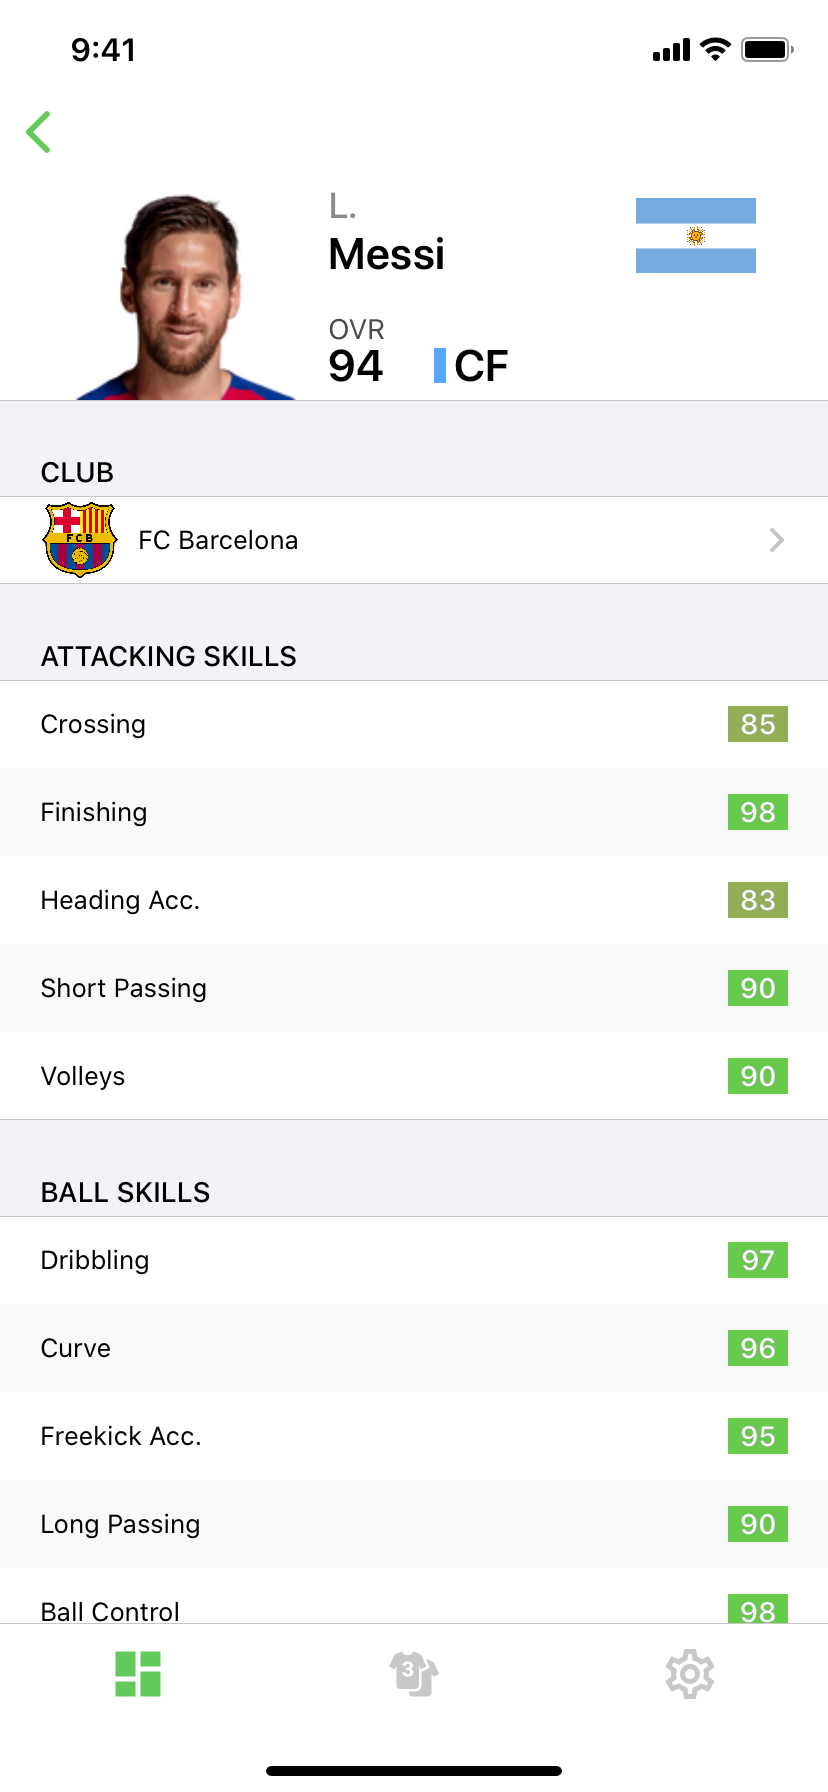 9:41
L.
Messi
OVR
94 CF
CLUB
FCB
FC Barcelona
ATTACKING SKILLS
Crossing 85
Finishing 98
Heading Acc. 83
Short Passing 90
Volleys 90
BALL SKILLS
Dribbling 97
Curve 96
Freekick Acc. 95
Long Passing 90
Ball Control 98
3